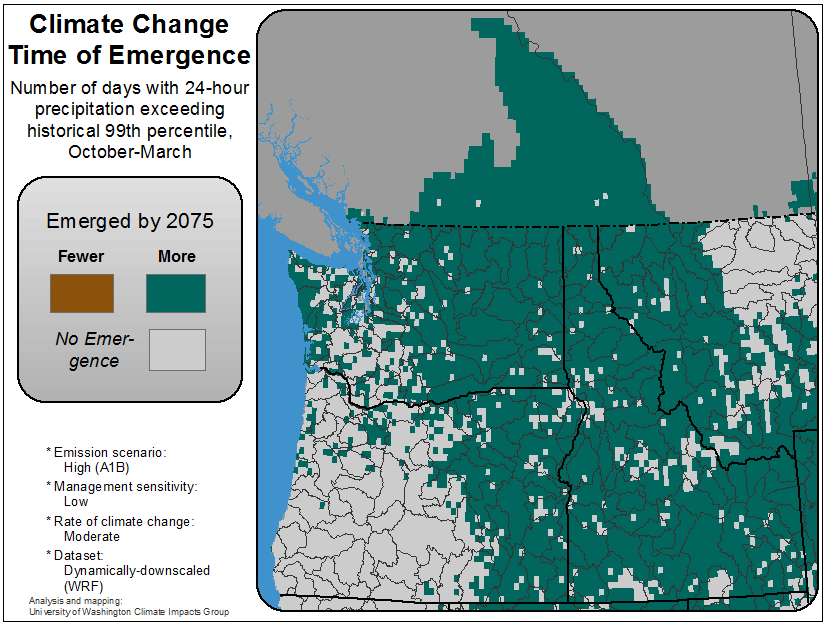 Climate Change
Time of Emergence
Number of days with 24-hour
precipitation exceeding
historical 99th percentile,
October-March
Emerged by 2075
Fewer
More
No Emer-
gence
* Emission scenario:
High (A1B)
* Management sensitivity:
Low
* Rate of climate change:
Moderate
* Dataset:
Dynamically-downscaled
(WRF)
Analysis and mapping:
University of Washington Climate Impacts Group